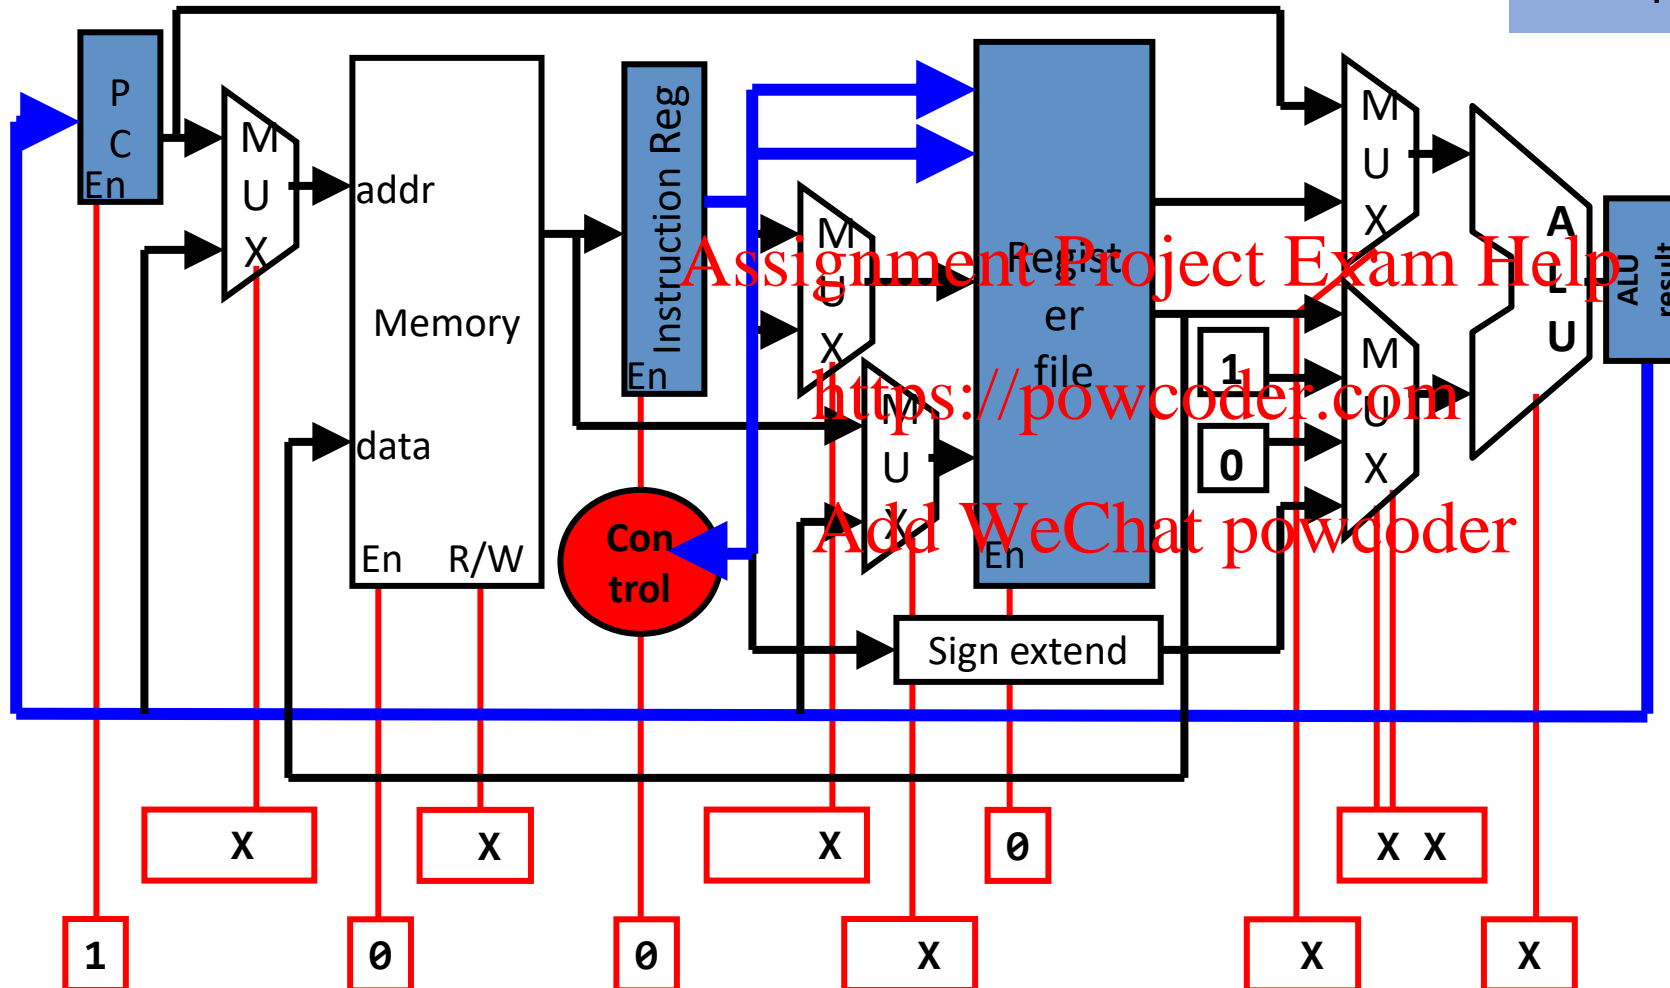 P
C
En
M
U
X
addr
Memory
data
En R/W
Instruction Reg
En
Con
trol
M
U
X
M
U
X
Regist
er
file
En
Sign extend
1
0
M
U
X
M
U
X
A
L
U
ALU
result
Assignment Project Exam Help
https://powcoder.com
Add WeChat powcoder
X
X
X
0
X X
1
0
0
X
X
X